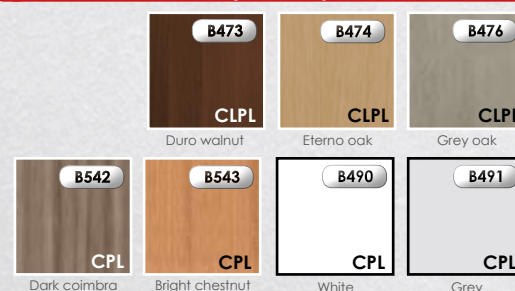 B473 B474 B476
CLPL CLPL CLPL
Duro walnut Eterno oak Grey oak
B542 B543 B490 B491
CPL CPL CPL CPL
Dark coimbra Bright chestnut White Grey